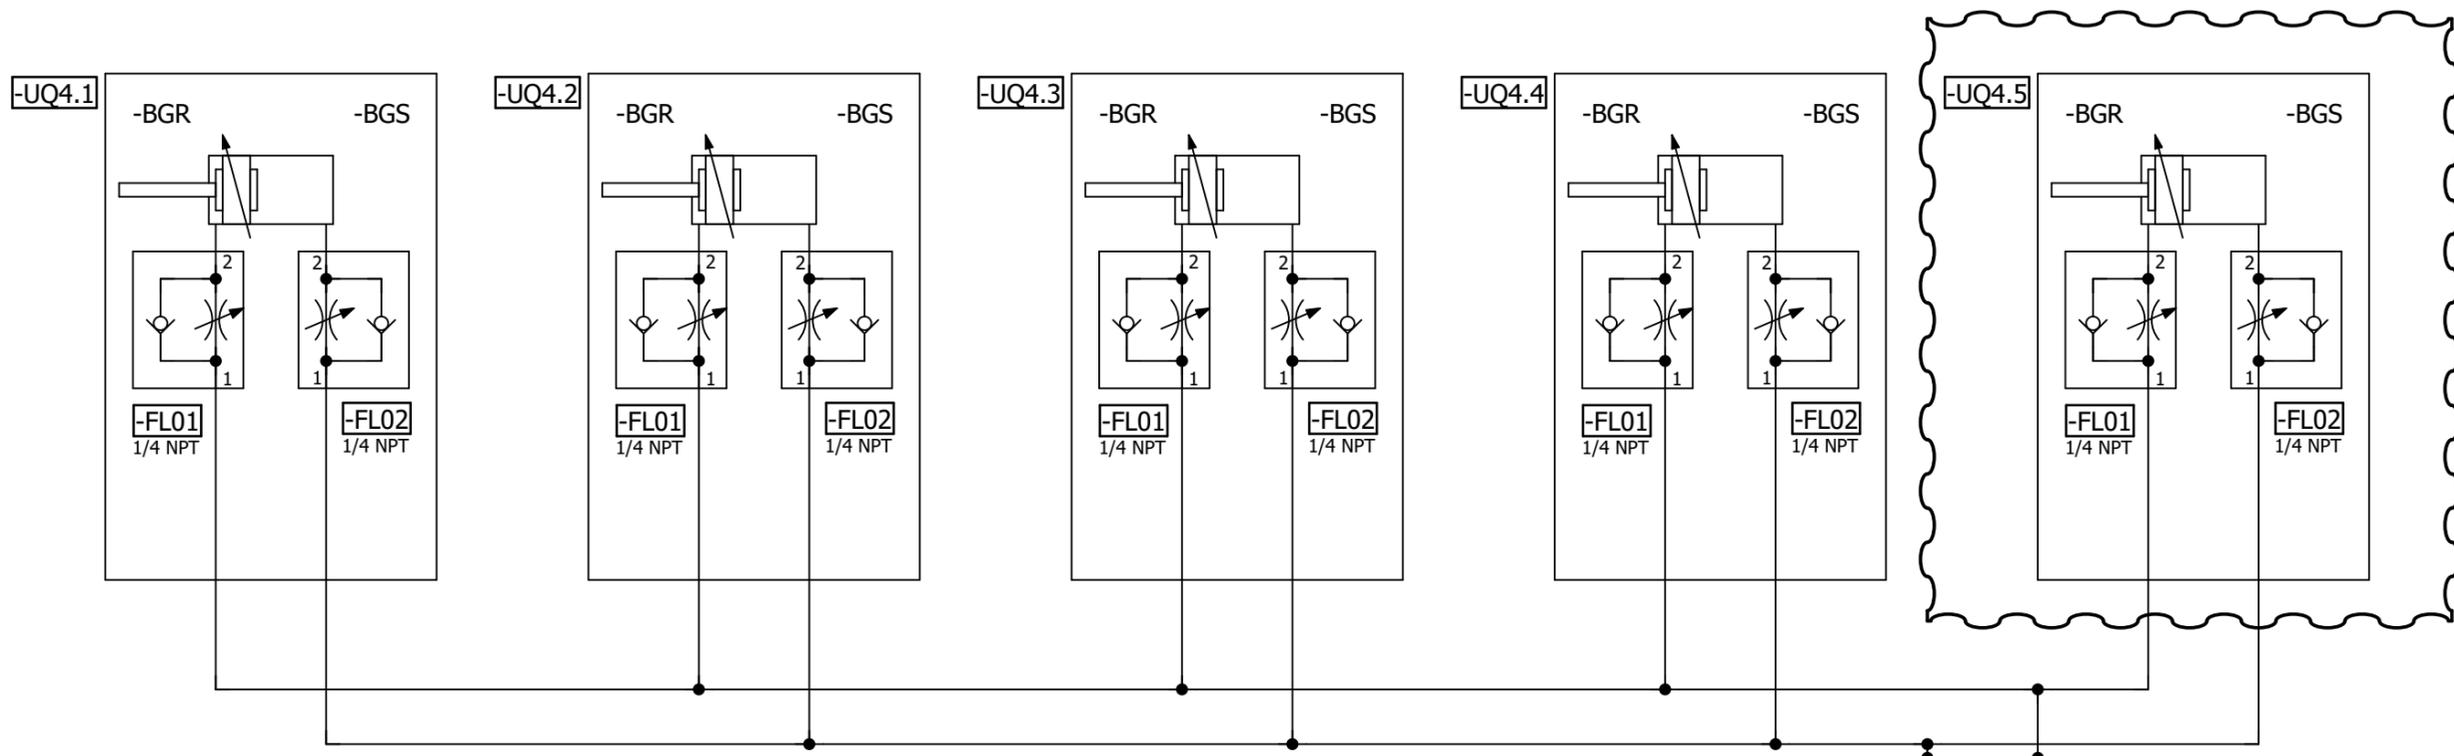 -UQ4.1
-BGR -BGS
2 2
1 1
-FL01 -FL02
1/4 NPT 1/4 NPT
-UQ4.2
-BGR -BGS
2 2
1 1
-FL01 -FL02
1/4 NPT 1/4 NPT
-UQ4.3
-BGR -BGS
2 2
1 1
-FL01 -FL02
1/4 NPT 1/4 NPT
-UQ4.4
-BGR -BGS
2 2
1 1
-FL01 -FL02
1/4 NPT 1/4 NPT
-UQ4.5
-BGR -BGS
2 2
1 1
-FL01 -FL02
1/4 NPT 1/4 NPT